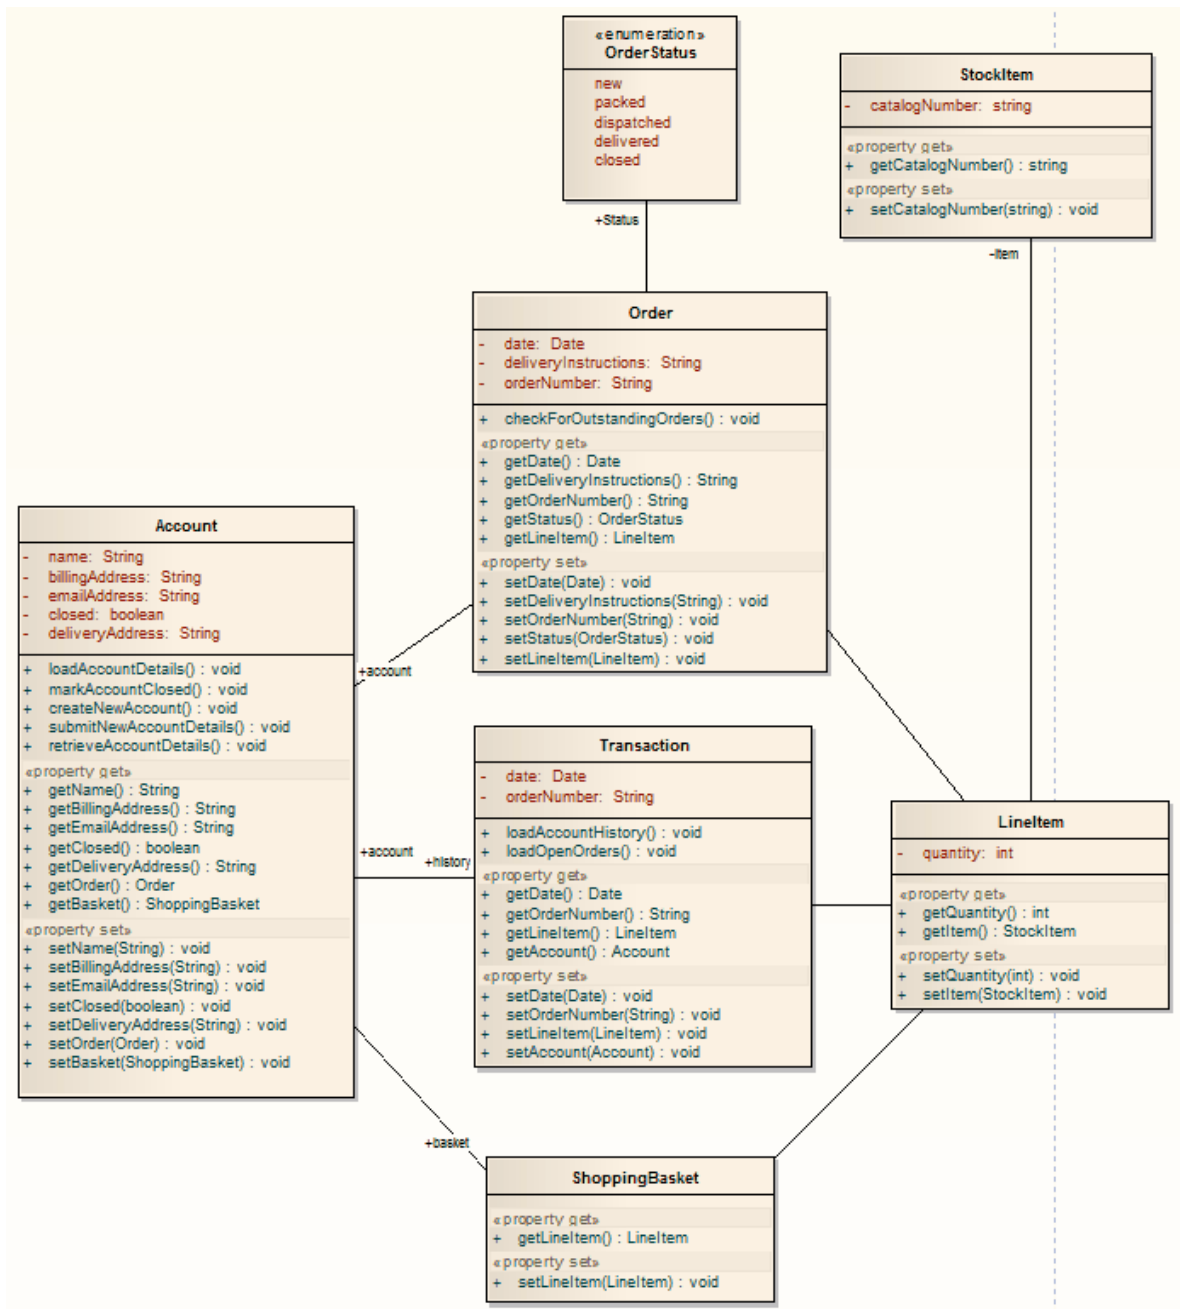 «enumeration»
OrderStatus
new
packed
dispatched
delivered
closed
+Status
StockItem
- catalogNumber: string
«property get»
+ getCatalogNumber() : string
«property set»
+ setCatalogNumber(string) : void
-Item
Order
- date: Date
- deliveryInstructions: String
- orderNumber: String
+ checkForOutstandingOrders() : void
«property get»
+ getDate() : Date
+ getDeliveryInstructions() : String
+ getOrderNumber() : String
+ getStatus() : OrderStatus
+ getLineItem() : LineItem
«property set»
+ setDate(Date) : void
+ setDeliveryInstructions(String) : void
+ setOrderNumber(String) : void
+ setStatus(OrderStatus) : void
+ setLineItem(LineItem) : void
Account
- name: String
- billingAddress: String
- emailAddress: String
- closed: boolean
- deliveryAddress: String
+ loadAccountDetails() : void
+ markAccountClosed() : void
+ createNewAccount() : void
+ submitNewAccountDetails() : void
+ retrieveAccountDetails() : void
«property get»
+ getName() : String
+ getBillingAddress() : String
+ getEmailAddress() : String
+ getClosed() : boolean
+ getDeliveryAddress() : String
+ getOrder() : Order
+ getBasket() : ShoppingBasket
«property set»
+ setName(String) : void
+ setBillingAddress(String) : void
+ setEmailAddress(String) : void
+ setClosed(boolean) : void
+ setDeliveryAddress(String) : void
+ setOrder(Order) : void
+ setBasket(ShoppingBasket) : void
+account
+account
+history
+basket
Transaction
- date: Date
- orderNumber: String
+ loadAccountHistory() : void
+ loadOpenOrders() : void
«property get»
+ getDate() : Date
+ getOrderNumber() : String
+ getLineItem() : LineItem
+ getAccount() : Account
«property set»
+ setDate(Date) : void
+ setOrderNumber(String) : void
+ setLineItem(LineItem) : void
+ setAccount(Account) : void
LineItem
- quantity: int
«property get»
+ getQuantity() : int
+ getItem() : StockItem
«property set»
+ setQuantity(int) : void
+ setItem(StockItem) : void
ShoppingBasket
«property get»
+ getLineItem() : LineItem
«property set»
+ setLineItem(LineItem) : void